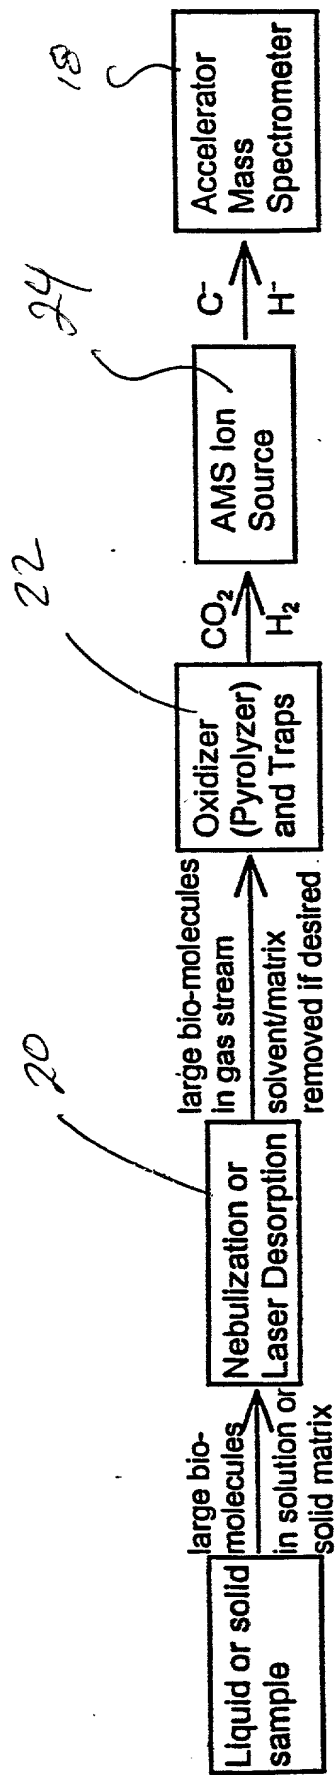 Liquid or solid
sample
large bio-
molecules
in solution or
solid matrix
20
Nebulization or
Laser Desorption
large bio-molecules
in gas stream
solvent/matrix
removed if desired
22
Oxidizer
(Pyrolyzer)
and Traps
CO₂
H₂
24
AMS Ion
Source
C⁻
H⁻
18
Accelerator
Mass
Spectrometer